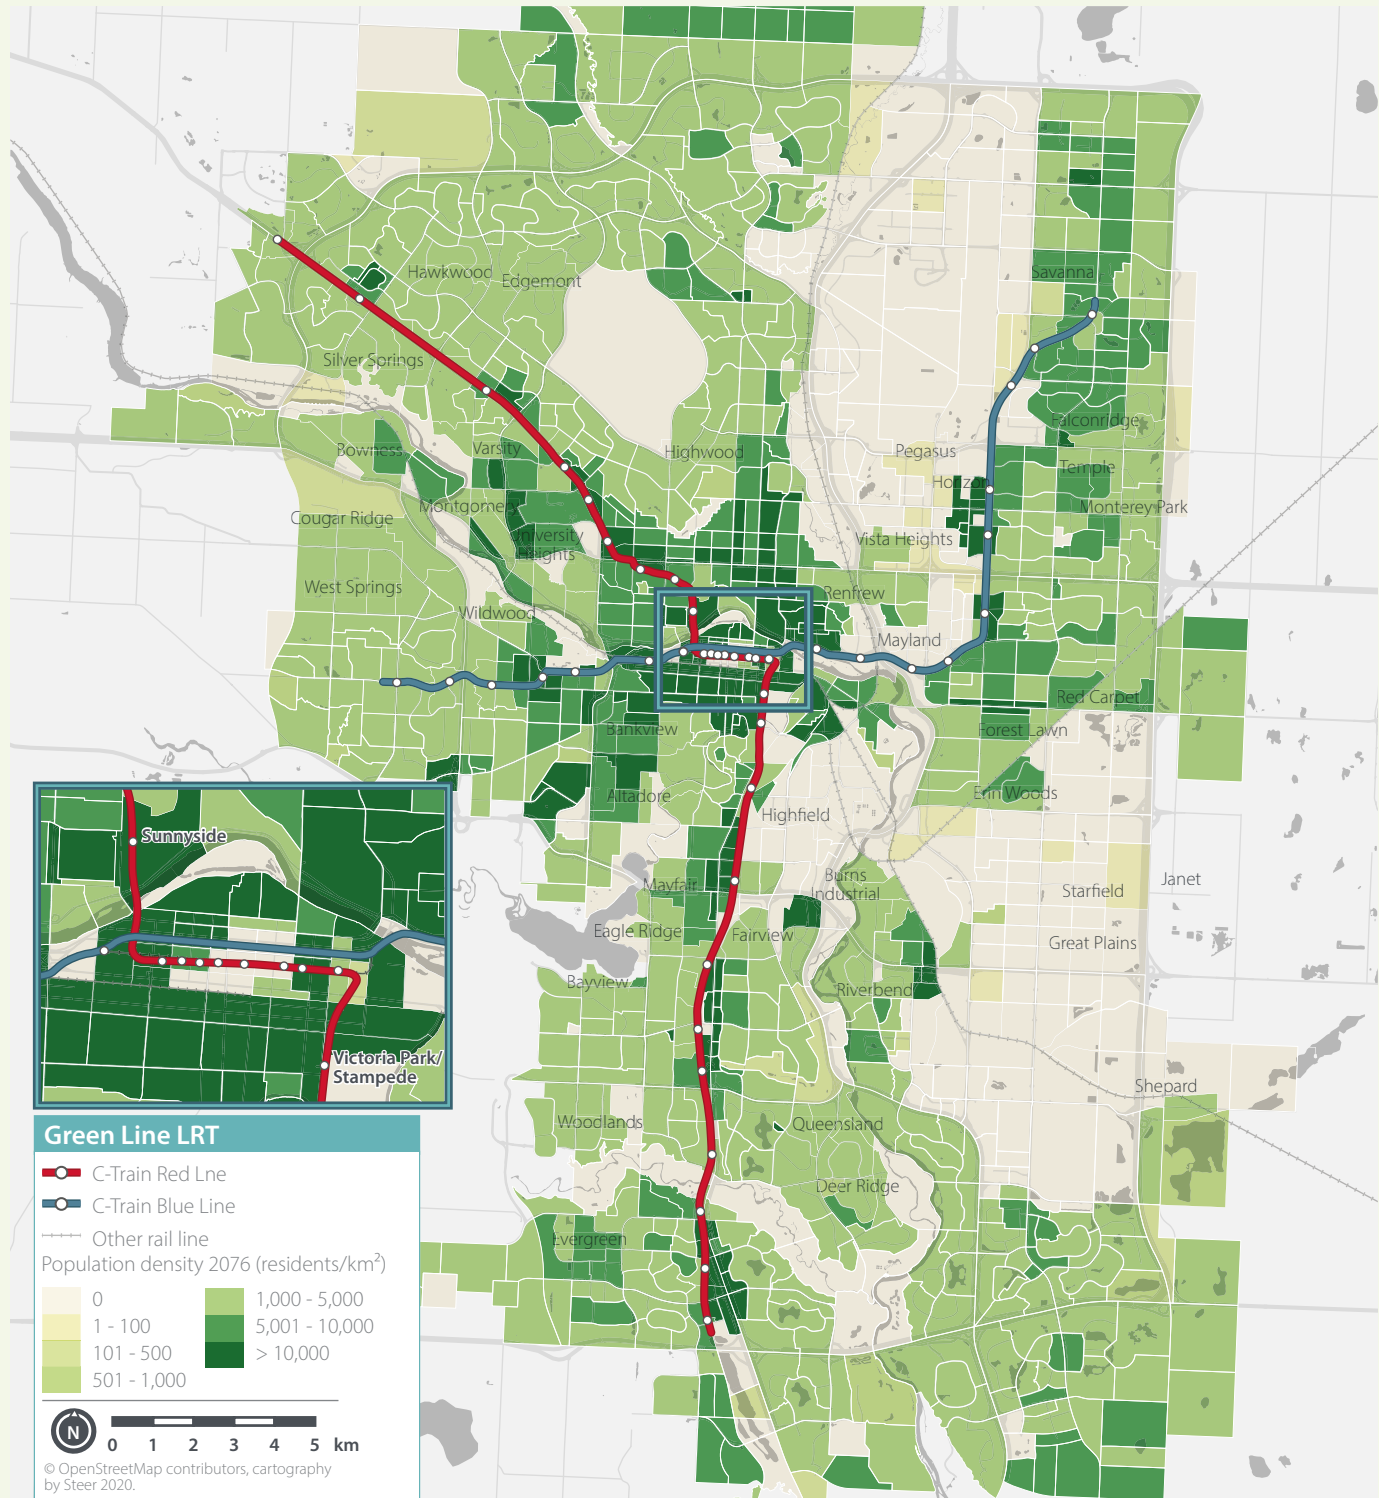 Savanna
Hawkwood
Edgemont
Silver Springs
Falconridge
Bowness
Varsity
Highwood
Pegasus
Temple
Horizon
Montgomery
Monterey Park
Cougar Ridge
University
Heights
Vista Heights
West Springs
Renfrew
Wildwood
Mayland
Red Carpet
Bankview
Forest Lawn
Altadore
Erin Woods
Highfield
Mayfair
Burns
Industrial
Janet
Starfield
Eagle Ridge
Fairview
Great Plains
Bayview
Riverbend
Shepard
Woodlands
Queensland
Deer Ridge
Evergreen
Sunnyside
Victoria Park/
Stampede
Green Line LRT
C-Train Red Lne
C-Train Blue Line
Other rail line
Population density 2076 (residents/km²)
0
1 - 100
101 - 500
501 - 1,000
1,000 - 5,000
5,001 - 10,000
> 10,000
N
0 1 2 3 4 5 km
© OpenStreetMap contributors, cartography
by Steer 2020.